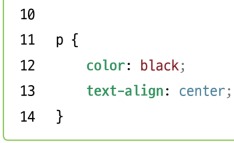 10
11 p {
12     color: black;
13     text-align: center;
14 }